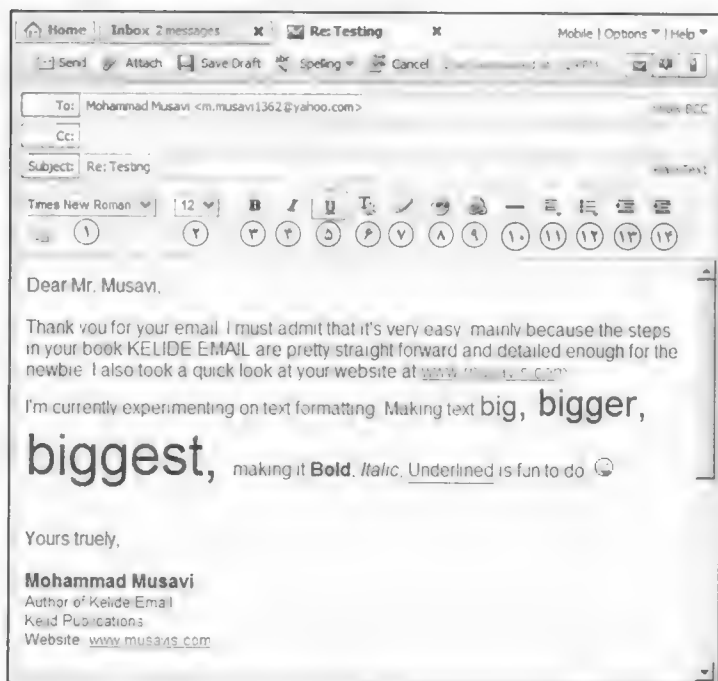 Home Inbox 2 messages x Re: Testing x Mobile | Options | Help
Send Attach Save Draft Spelling Cancel
To: Mohammad Musavi <m.musavi1362@yahoo.com>
Cc:
Subject: Re: Testing
Times New Roman 12 B I U T
۱ ۲ ۳ ۴ ۵ ۶ ۷ ۸ ۹ ۱۰ ۱۱ ۱۲ ۱۳ ۱۴
Dear Mr. Musavi,
Thank you for your email. I must admit that it's very easy mainly because the steps
in your book KELIDE EMAIL are pretty straight forward and detailed enough for the
newbie. I also took a quick look at your website at
I'm currently experimenting on text formatting. Making text big, bigger,
biggest, making it Bold, Italic, Underlined is fun to do
Yours truely,
Mohammad Musavi
Author of Kelide Email
Kelid Publications
Website: www.musavis.com